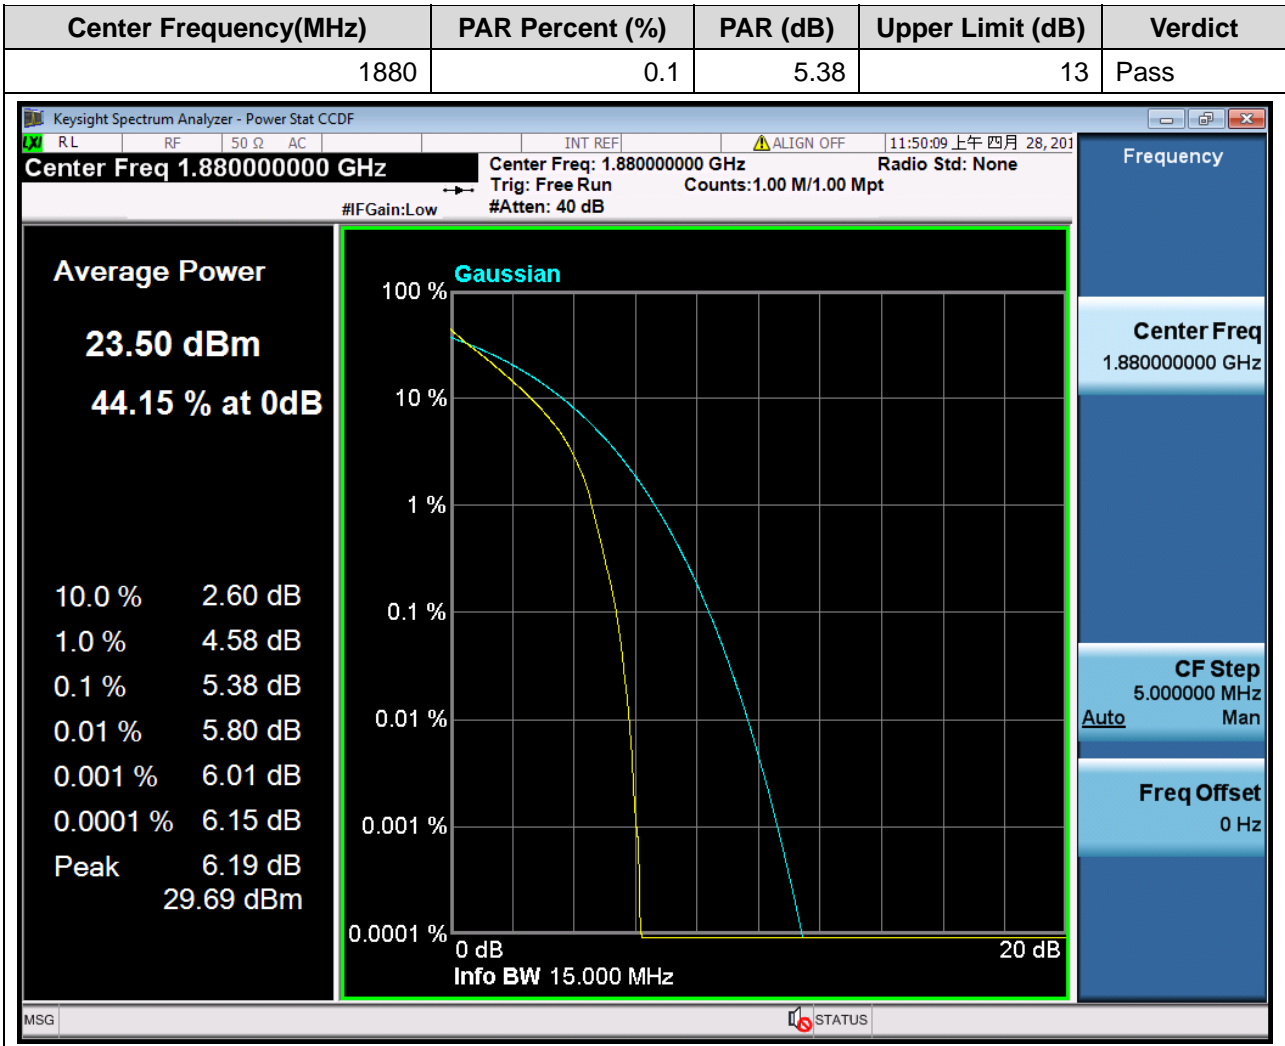 Center Frequency(MHz) PAR Percent (%) PAR (dB) Upper Limit (dB) Verdict
1880 0.1 5.38 13 Pass
Keysight Spectrum Analyzer - Power Stat CCDF
LXI RL RF 50 Ω AC INT REF ALIGN OFF 11:50:09 上午 四月 28, 201
Center Freq 1.880000000 GHz
Center Freq: 1.880000000 GHz Radio Std: None
Trig: Free Run Counts:1.00 M/1.00 Mpt
#IFGain:Low #Atten: 40 dB
Average Power
23.50 dBm
44.15 % at 0dB
10.0 % 2.60 dB
1.0 % 4.58 dB
0.1 % 5.38 dB
0.01 % 5.80 dB
0.001 % 6.01 dB
0.0001 % 6.15 dB
Peak 6.19 dB
29.69 dBm
Gaussian
100 %
10 %
1 %
0.1 %
0.01 %
0.001 %
0.0001 %
0 dB 20 dB
Info BW 15.000 MHz
Frequency
Center Freq
1.880000000 GHz
CF Step
5.000000 MHz
Auto Man
Freq Offset
0 Hz
MSG STATUS